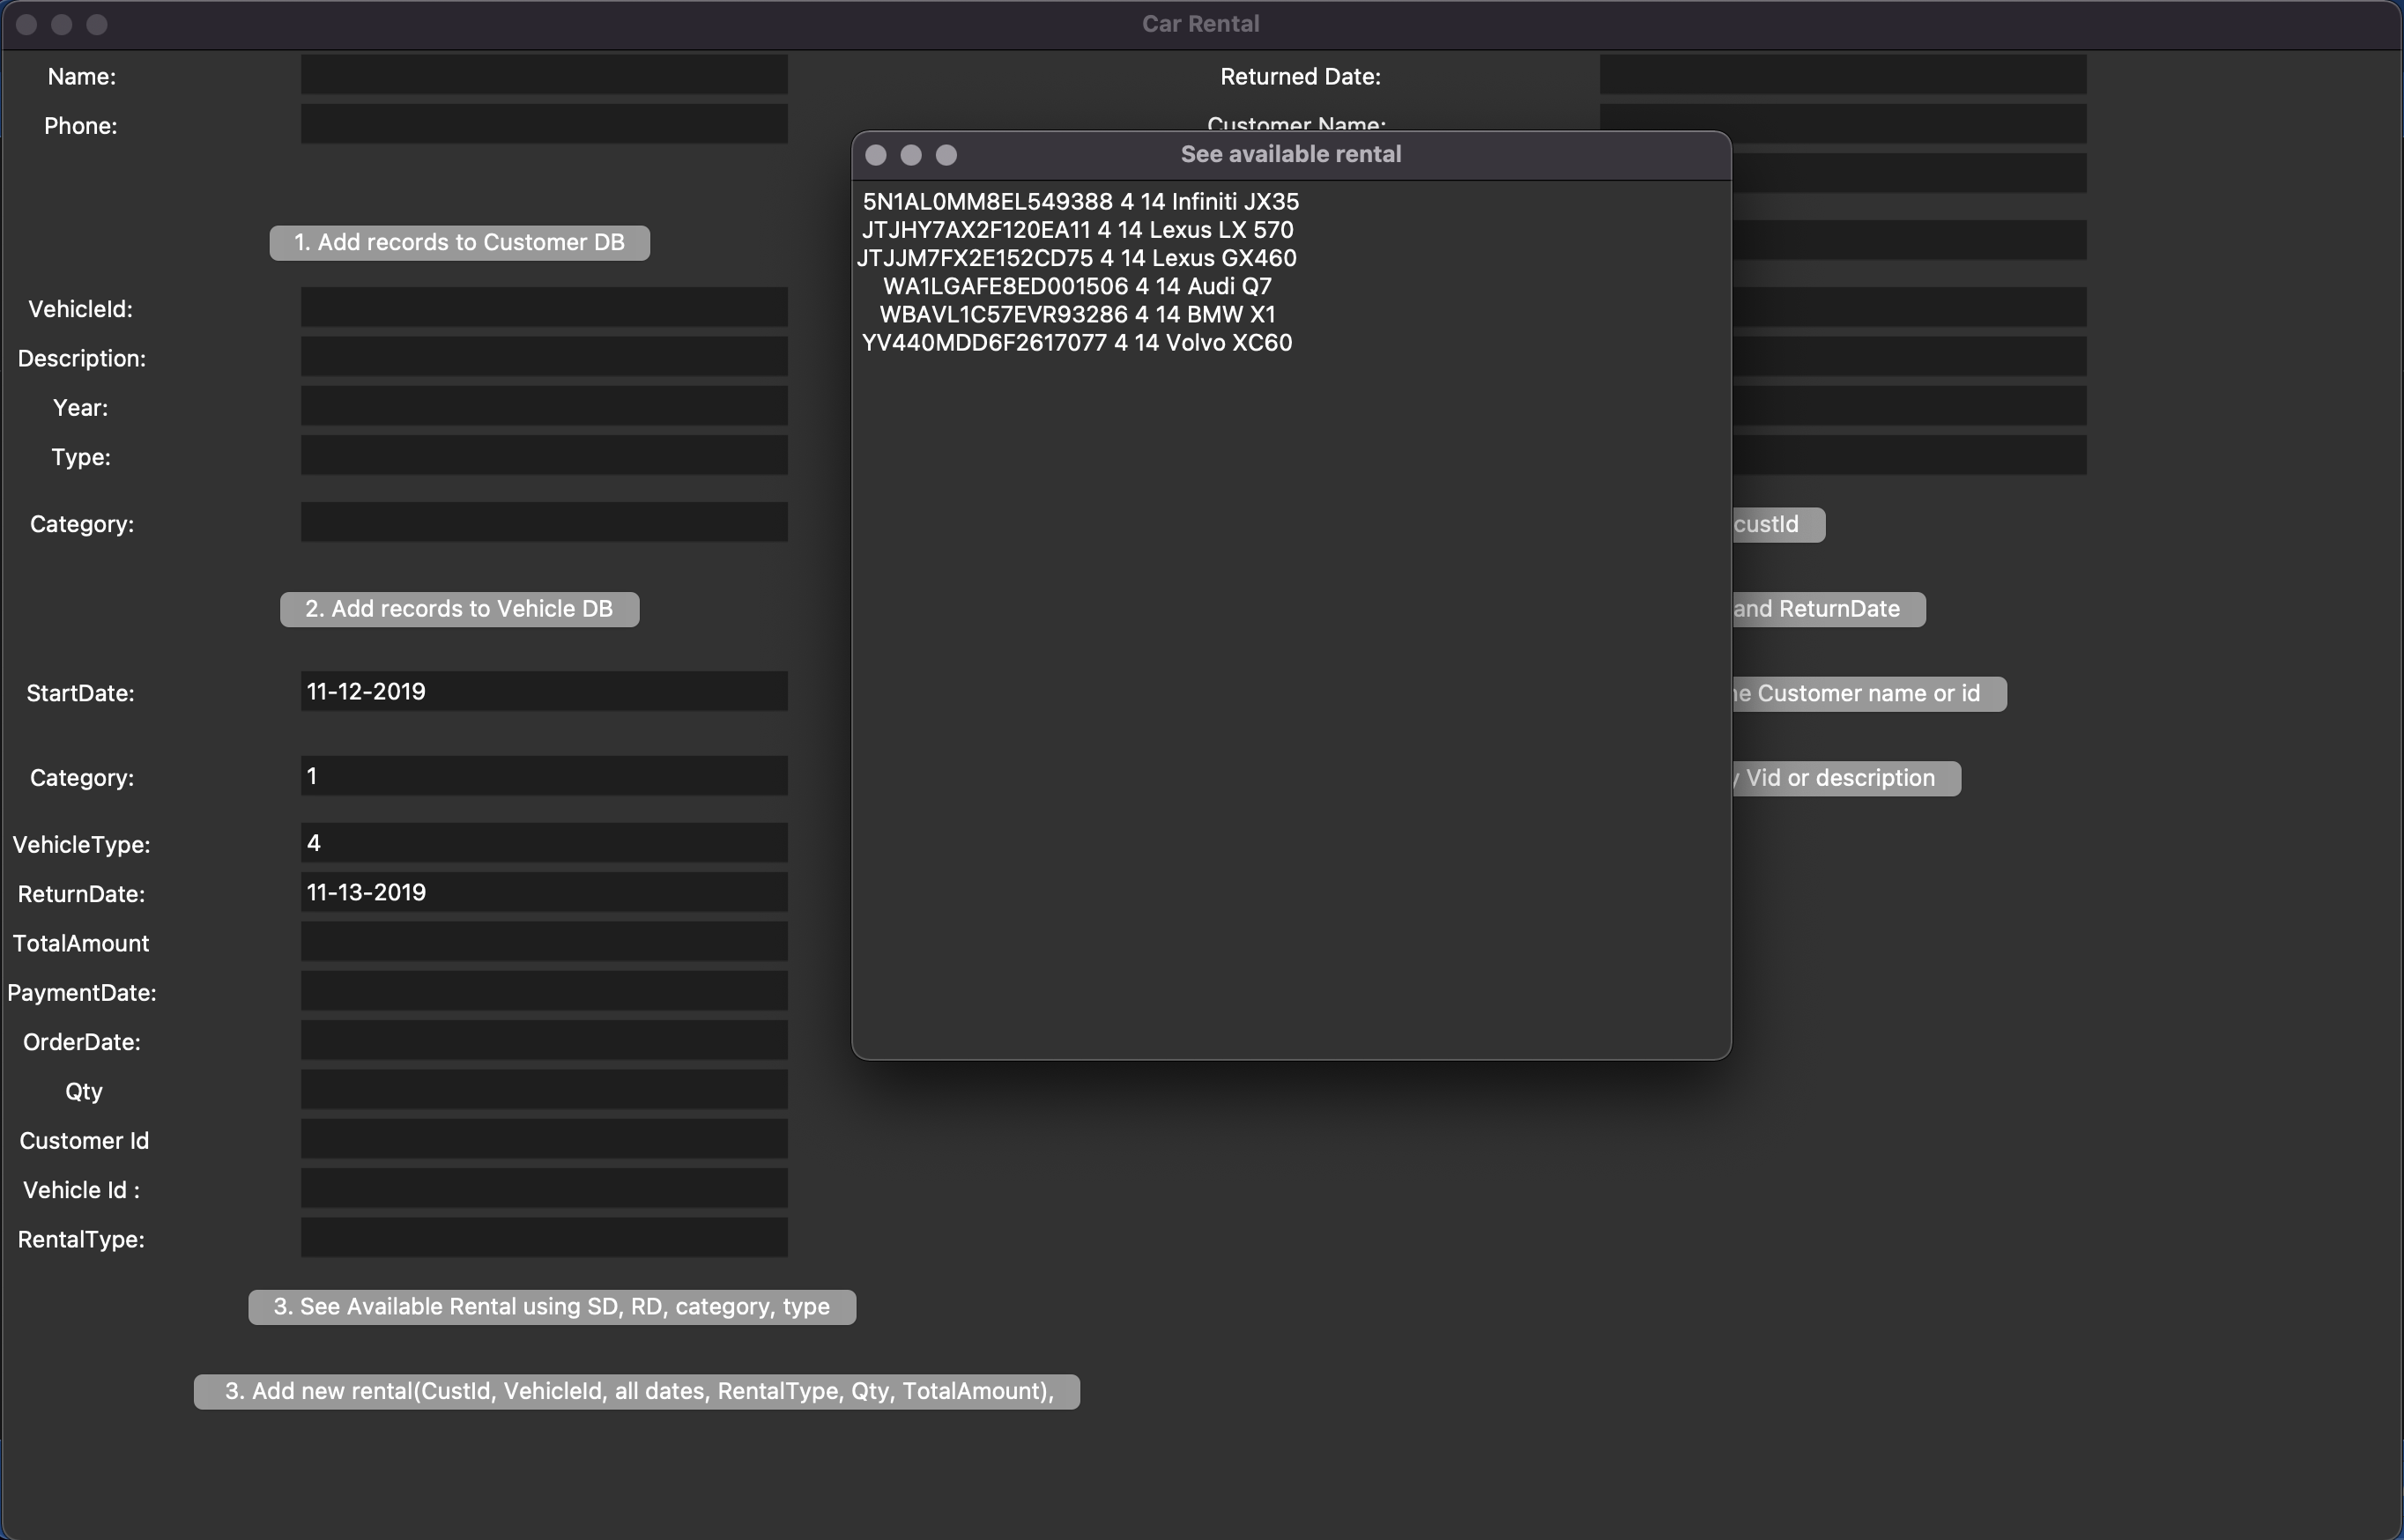 Car Rental
Name:
Phone:
1. Add records to Customer DB
VehicleId:
Description:
Year:
Type:
Category:
2. Add records to Vehicle DB
StartDate: 11-12-2019
Category: 1
VehicleType: 4
ReturnDate: 11-13-2019
TotalAmount
PaymentDate:
OrderDate:
Qty
Customer Id
Vehicle Id :
RentalType:
3. See Available Rental using SD, RD, category, type
3. Add new rental(CustId, VehicleId, all dates, RentalType, Qty, TotalAmount),
Returned Date:
Customer Name:
See available rental
5N1AL0MM8EL549388 4 14 Infiniti JX35
JTJHY7AX2F120EA11 4 14 Lexus LX 570
JTJJM7FX2E152CD75 4 14 Lexus GX460
WA1LGAFE8ED001506 4 14 Audi Q7
WBAVL1C57EVR93286 4 14 BMW X1
YV440MDD6F2617077 4 14 Volvo XC60
custId
and ReturnDate
Customer name or id
Vid or description